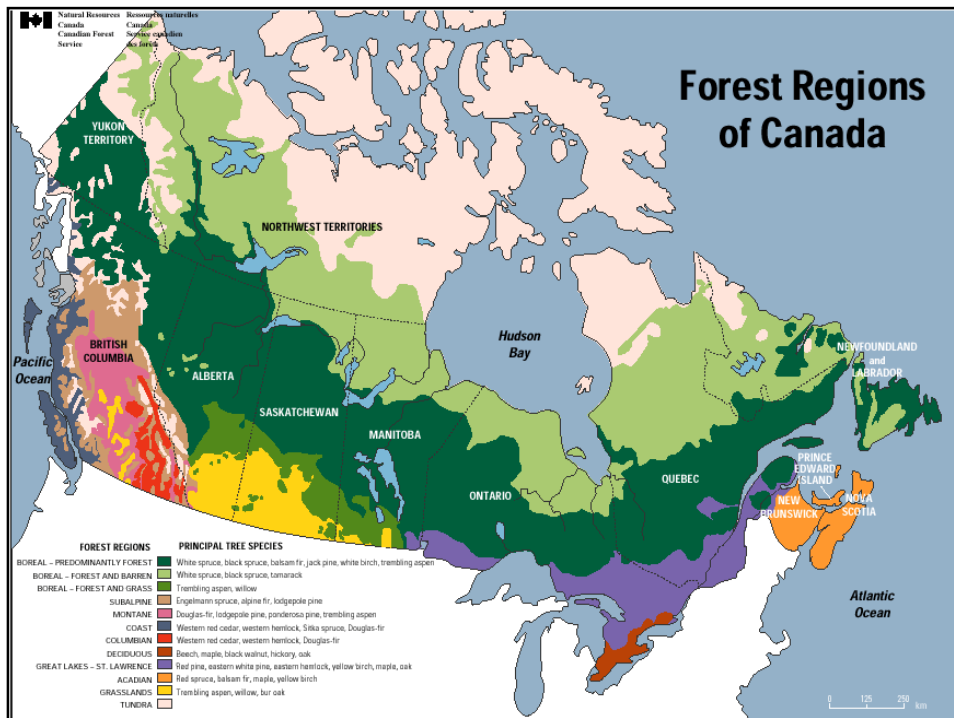 Natural Resources Ressources naturelles
Canada Canada
Canadian Forest Service canadien
Service des forêts
Forest Regions
of Canada
YUKON
TERRITORY
NORTHWEST TERRITORIES
Hudson
Bay
BRITISH
COLUMBIA
Pacific
Ocean
ALBERTA
SASKATCHEWAN
MANITOBA
ONTARIO
QUEBEC
NEWFOUNDLAND
and
LABRADOR
PRINCE
EDWARD
ISLAND
NEW
BRUNSWICK
NOVA
SCOTIA
Atlantic
Ocean
FOREST REGIONS PRINCIPAL TREE SPECIES
BOREAL – PREDOMINANTLY FOREST White spruce, black spruce, balsam fir, jack pine, white birch, trembling aspen
BOREAL – FOREST AND BARREN White spruce, black spruce, tamarack
BOREAL – FOREST AND GRASS Trembling aspen, willow
SUBALPINE Engelmann spruce, alpine fir, lodgepole pine
MONTANE Douglas-fir, lodgepole pine, ponderosa pine, trembling aspen
COAST Western red cedar, western hemlock, Sitka spruce, Douglas-fir
COLUMBIAN Western red cedar, western hemlock, Douglas-fir
DECIDUOUS Beech, maple, black walnut, hickory, oak
GREAT LAKES – ST. LAWRENCE Red pine, eastern white pine, eastern hemlock, yellow birch, maple, oak
ACADIAN Red spruce, balsam fir, maple, yellow birch
GRASSLANDS Trembling aspen, willow, bur oak
TUNDRA
0 125 250 km